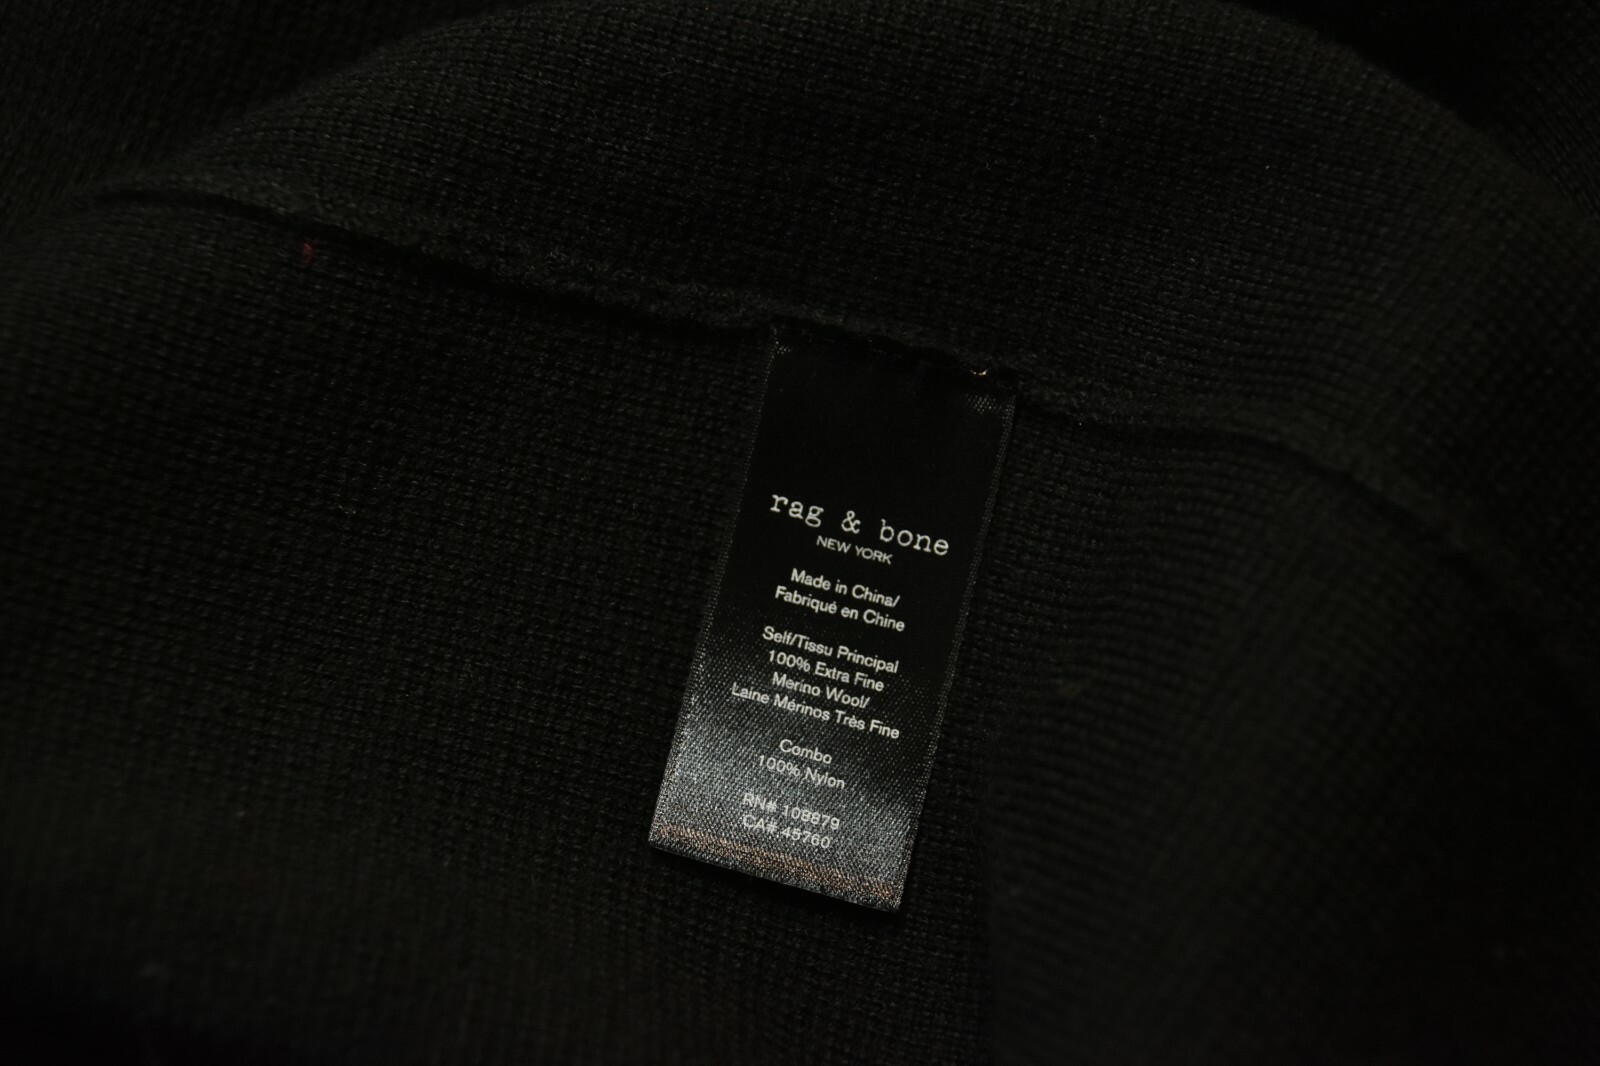 rag & bone
NEW YORK
Made in China/
Fabriqué en Chine
Self/Tissu Principal
100% Extra Fine
Merino Wool/
Laine Mérinos Très Fine
Combo
100% Nylon
RN# 108879
CA# 45760